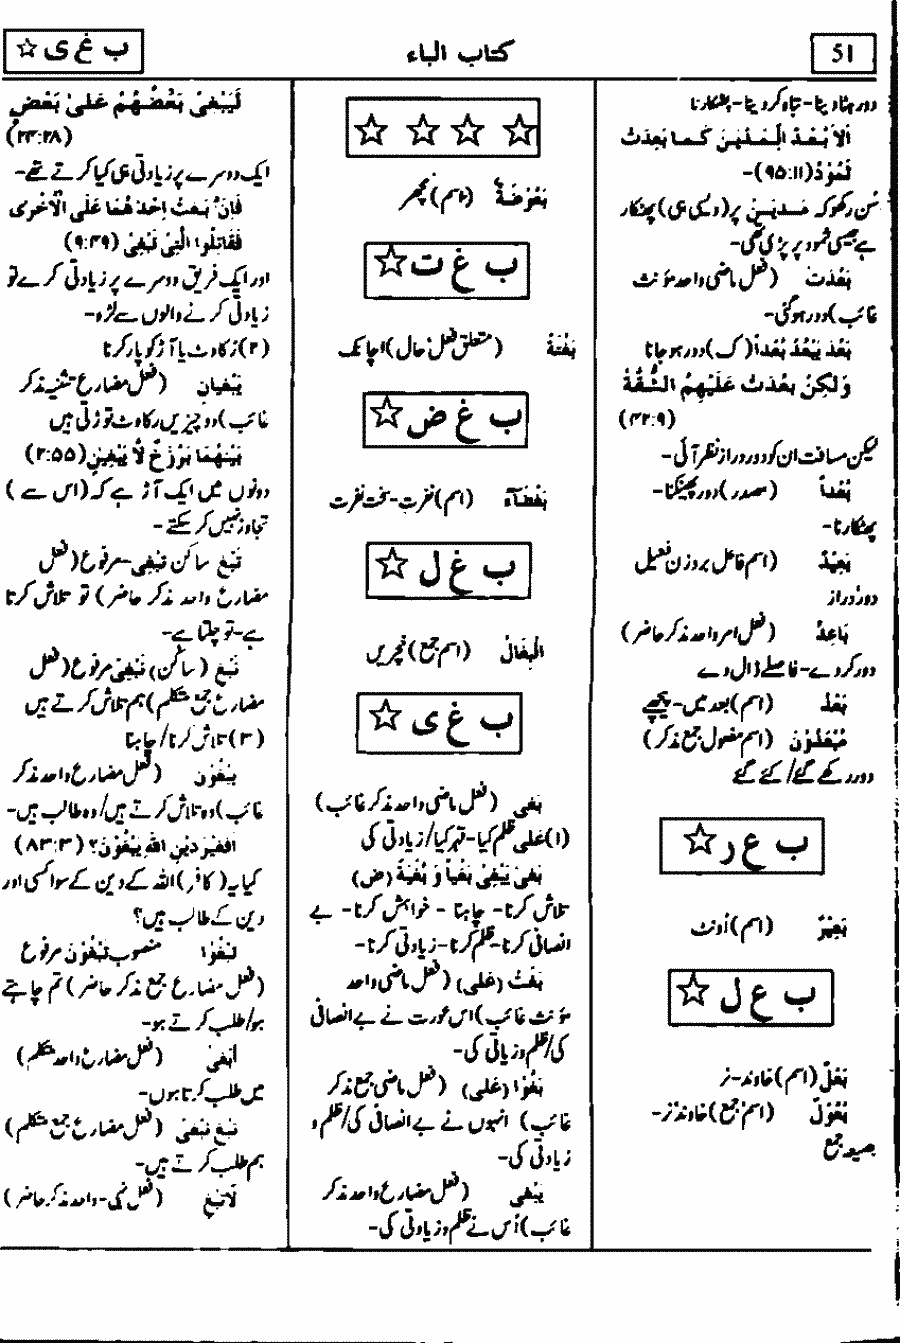 51
کتاب الباء
ب غ ی ☆
دور ہٹا دینا - تباہ کر دینا - پھٹکارنا
اَلاَ بُعْدًا لِّمَدْیَنَ کَمَا بَعِدَتْ
ثَمُوْدُ (۹۵:۱۱)-
سُن رکھو کہ مَدیَن پر (ویسی ہی) پھٹکار
ہے جیسی ثمود پر پڑی تھی-
بَعُدَتْ (فعل ماضی واحد مؤنث
غائب) دور ہو گئی-
بَعُدَ یَبْعُدُ بُعْداً (ک) دور ہو جانا
وَلٰکِنْ بَعُدَتْ عَلَیْہِمُ الشُّقَّۃُ
(۴۲:۹)
لیکن مسافت ان کو دور دراز نظر آئی-
بُعْداً (مصدر) دور پھینکنا-
پھٹکارنا-
بَعِیْدٌ (اسم فاعل بروزن فعیل
دور دراز
بَاعِدْ (فعل امر واحد مذکر حاضر)
دور کر دے - فاصلے ڈال دے
بَعْدُ (اسم) بعد میں - پیچھے
مُبْعَدُوْنَ (اسم مفعول جمع مذکر)
دور رکھے گئے / کئے گئے
ب ع ر ☆
بَعِیْرٌ (اسم) اُونٹ
ب ع ل ☆
بَعْلٌ (اسم) خاوند - نر
بُعُوْلٌ (اسم جمع) خاوند نر-
صیغہ جمع
☆ ☆ ☆ ☆
بَعُوْضَۃٌ (اسم) مچھر
ب غ ت ☆
بَغْتَۃً (متعلق فعل حال) اچانک
ب غ ض ☆
بَغْضَآء (اسم) نفرت - سخت نفرت
ب غ ل ☆
اَلْبِغَالُ (اسم جمع) خچریں
ب غ ی ☆
بَغٰی (فعل ماضی واحد مذکر غائب)
(۱) عَلٰی ظلم کیا - قہر کیا / زیادتی کی
بَغٰی یَبْغِیْ بَغْیاً وَ بُغْیَۃً (ض)
تلاش کرنا - چاہنا - خواہش کرنا - بے
انصافی کرنا - ظلم کرنا - زیادتی کرنا-
بَغَتْ (عَلٰی) (فعل ماضی واحد
مؤنث غائب) اس عورت نے بے انصافی
کی / ظلم و زیادتی کی-
بَغَوْا (عَلٰی) (فعل ماضی جمع مذکر
غائب) انہوں نے بے انصافی کی / ظلم و
زیادتی کی-
یَبْغِی (فعل مضارع واحد مذکر
غائب) اُس نے ظلم و زیادتی کی-
لَیَبْغِیْ بَعْضُہُمْ عَلیٰ بَعْضٍ
(۲۳:۳۸)
ایک دوسرے پر زیادتی ہی کیا کرتے تھے-
فَاِنْ بَغَتْ اِحْدٰہُمَا عَلَی الْاُخْرٰی
فَقَاتِلُوا الَّتِیْ تَبْغِیْ (۹:۴۹)
اور ایک فریق دوسرے پر زیادتی کرے تو
زیادتی کرنے والوں سے لڑو-
(۲) رکاوٹ یا آڑ کو پار کرنا
یَبْغِیَانِ (فعل مضارع تثنیہ مذکر
غائب) دو چیزیں رکاوٹ توڑتی ہیں
بَیْنَہُمَا بَرْزَخٌ لَّا یَبْغِیٰنِ (۲۰:۵۵)
دونوں میں ایک آڑ ہے کہ (اس سے)
تجاوز نہیں کر سکتے -
تَبْغِ ساکن تَبْغِی - مرفوع (فعل
مضارع واحد مذکر حاضر) تو تلاش کرتا
ہے - تو چلتا ہے-
نَبْغِ (ساکن) نَبْغِیْ مرفوع (فعل
مضارع جمع متکلم) ہم تلاش کرتے ہیں
(۳) تلاش کرنا / چاہنا
یَبْغُوْنَ (فعل مضارع واحد مذکر
غائب) وہ تلاش کرتے ہیں / وہ طالب ہیں-
اَفَغَیْرَ دِیْنِ اللّٰہِ یَبْغُوْنَ؟ (۸۳:۳)
کیا یہ (کافر) اللہ کے دین کے سوا کسی اور
دین کے طالب ہیں؟
تَبْغُوْا منصوب تَبْغُوْنَ مرفوع
(فعل مضارع جمع مذکر حاضر) تم چاہتے
ہو / طلب کرتے ہو-
اَبْغِیْ (فعل مضارع واحد متکلم)
میں طلب کرتا ہوں-
نَبْغِ نَبْغِیْ (فعل مضارع جمع متکلم)
ہم طلب کرتے ہیں-
لَاتَبْغِ (فعل نہی - واحد مذکر حاضر)